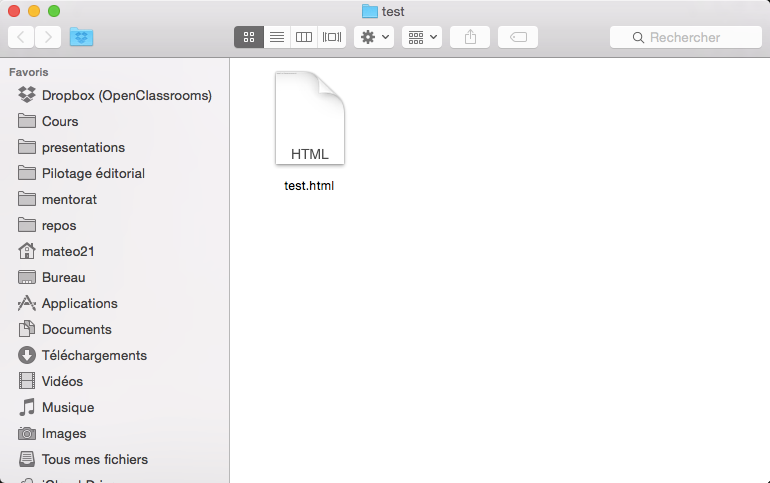 test
Rechercher
Favoris
Dropbox (OpenClassrooms)
Cours
presentations
Pilotage éditorial
mentorat
repos
mateo21
Bureau
Applications
Documents
Téléchargements
Vidéos
Musique
Images
Tous mes fichiers
HTML
test.html